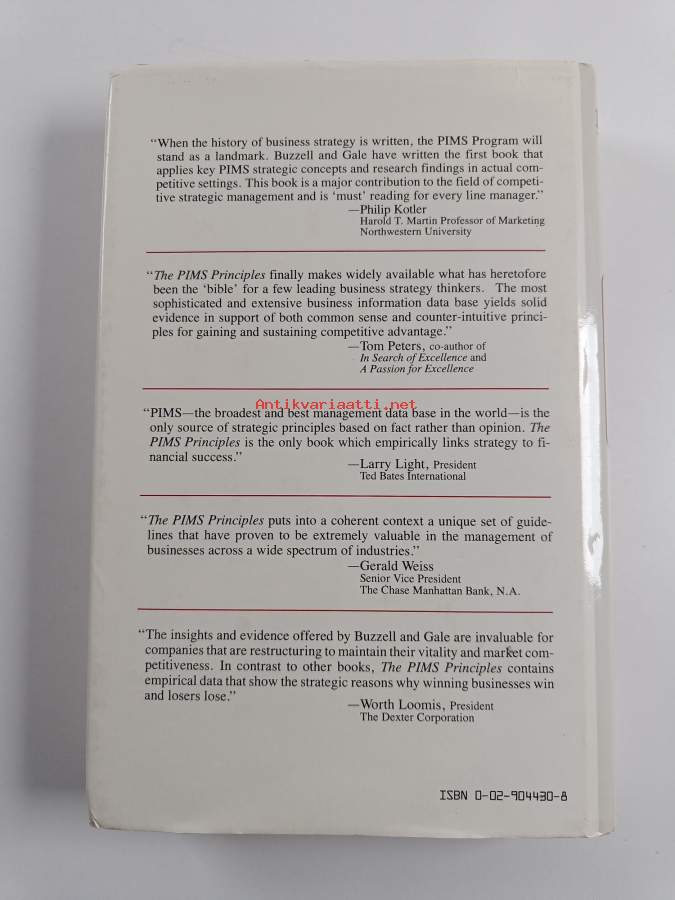 “When the history of business strategy is written, the PIMS Program will
stand as a landmark. Buzzell and Gale have written the first book that
applies key PIMS strategic concepts and research findings in actual com-
petitive settings. This book is a major contribution to the field of competi-
tive strategic management and is ‘must’ reading for every line manager.”
—Philip Kotler
Harold T. Martin Professor of Marketing
Northwestern University
“The PIMS Principles finally makes widely available what has heretofore
been the ‘bible’ for a few leading business strategy thinkers. The most
sophisticated and extensive business information data base yields solid
evidence in support of both common sense and counter-intuitive princi-
ples for gaining and sustaining competitive advantage.”
—Tom Peters, co-author of
In Search of Excellence and
A Passion for Excellence
Antikvariaatti.net
“PIMS—the broadest and best management data base in the world—is the
only source of strategic principles based on fact rather than opinion. The
PIMS Principles is the only book which empirically links strategy to fi-
nancial success.”
—Larry Light, President
Ted Bates International
“The PIMS Principles puts into a coherent context a unique set of guide-
lines that have proven to be extremely valuable in the management of
businesses across a wide spectrum of industries.”
—Gerald Weiss
Senior Vice President
The Chase Manhattan Bank, N.A.
“The insights and evidence offered by Buzzell and Gale are invaluable for
companies that are restructuring to maintain their vitality and market com-
petitiveness. In contrast to other books, The PIMS Principles contains
empirical data that show the strategic reasons why winning businesses win
and losers lose.”
—Worth Loomis, President
The Dexter Corporation
ISBN 0-02-904430-8